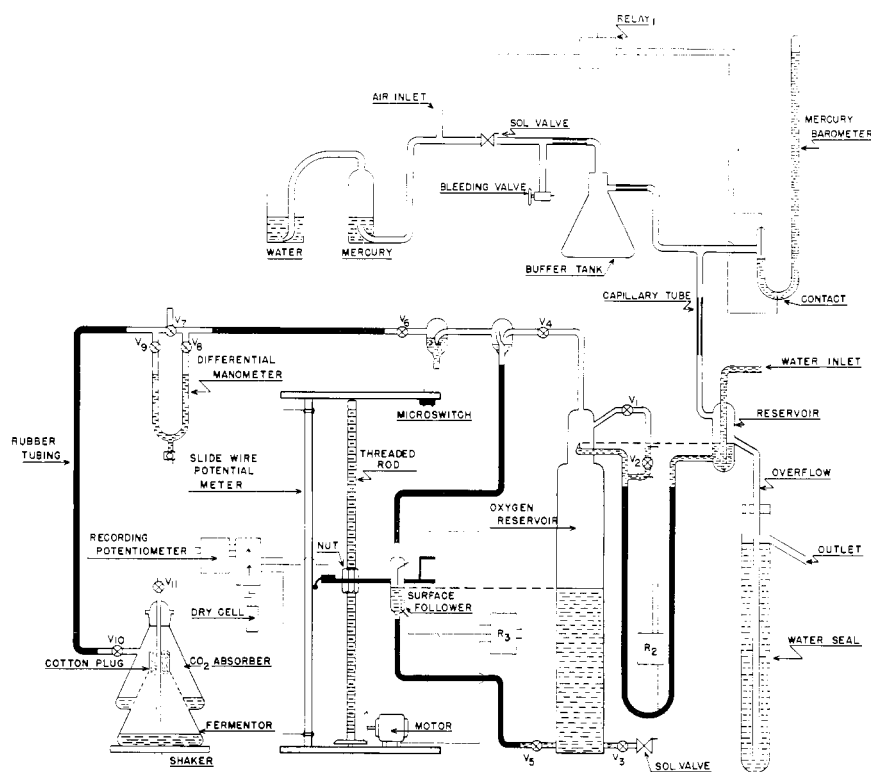 RELAY 1
AIR INLET
SOL VALVE
MERCURY
BAROMETER
BLEEDING VALVE
WATER
MERCURY
BUFFER TANK
CAPILLARY TUBE
CONTACT
V7
V6
V4
V9
V8
DIFFERENTIAL
MANOMETER
WATER INLET
MICROSWITCH
V1
RESERVOIR
RUBBER
TUBING
SLIDE WIRE
POTENTIAL
METER
THREADED
ROD
V2
OVERFLOW
OXYGEN
RESERVOIR
RECORDING
POTENTIOMETER
NUT
OUTLET
V11
DRY CELL
SURFACE
FOLLOWER
R3
R2
WATER SEAL
V10
COTTON PLUG
CO2 ABSORBER
FERMENTOR
MOTOR
SHAKER
V5
V3
SOL VALVE